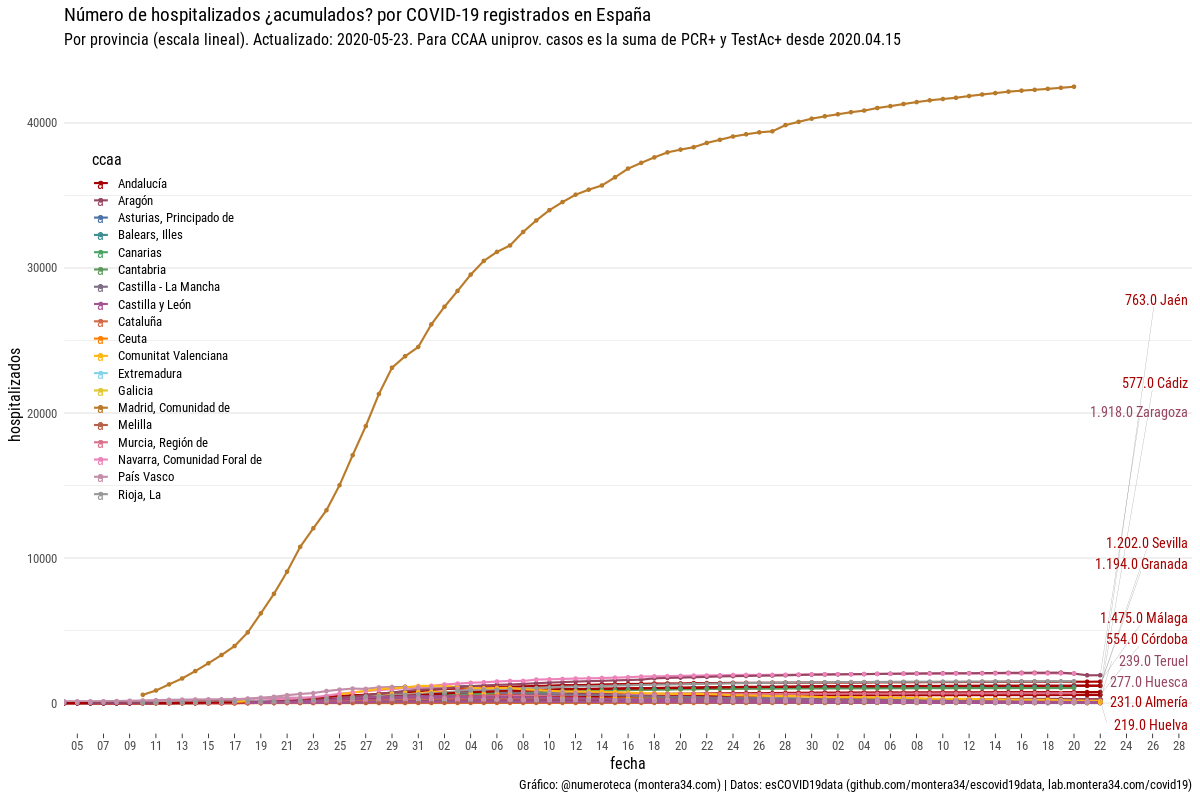 Número de hospitalizados ¿acumulados? por COVID-19 registrados en España
Por provincia (escala lineal). Actualizado: 2020-05-23. Para CCAA uniprov. casos es la suma de PCR+ y TestAc+ desde 2020.04.15
40000
30000
20000
10000
0
hospitalizados
ccaa
Andalucía
Aragón
Asturias, Principado de
Balears, Illes
Canarias
Cantabria
Castilla - La Mancha
Castilla y León
Cataluña
Ceuta
Comunitat Valenciana
Extremadura
Galicia
Madrid, Comunidad de
Melilla
Murcia, Región de
Navarra, Comunidad Foral de
País Vasco
Rioja, La
763.0 Jaén
577.0 Cádiz
1.918.0 Zaragoza
1.202.0 Sevilla
1.194.0 Granada
1.475.0 Málaga
554.0 Córdoba
239.0 Teruel
277.0 Huesca
231.0 Almería
219.0 Huelva
05 07 09 11 13 15 17 19 21 23 25 27 29 31 02 04 06 08 10 12 14 16 18 20 22 24 26 28 30 02 04 06 08 10 12 14 16 18 20 22 24 26 28
fecha
Gráfico: @numeroteca (montera34.com) | Datos: esCOVID19data (github.com/montera34/escovid19data, lab.montera34.com/covid19)